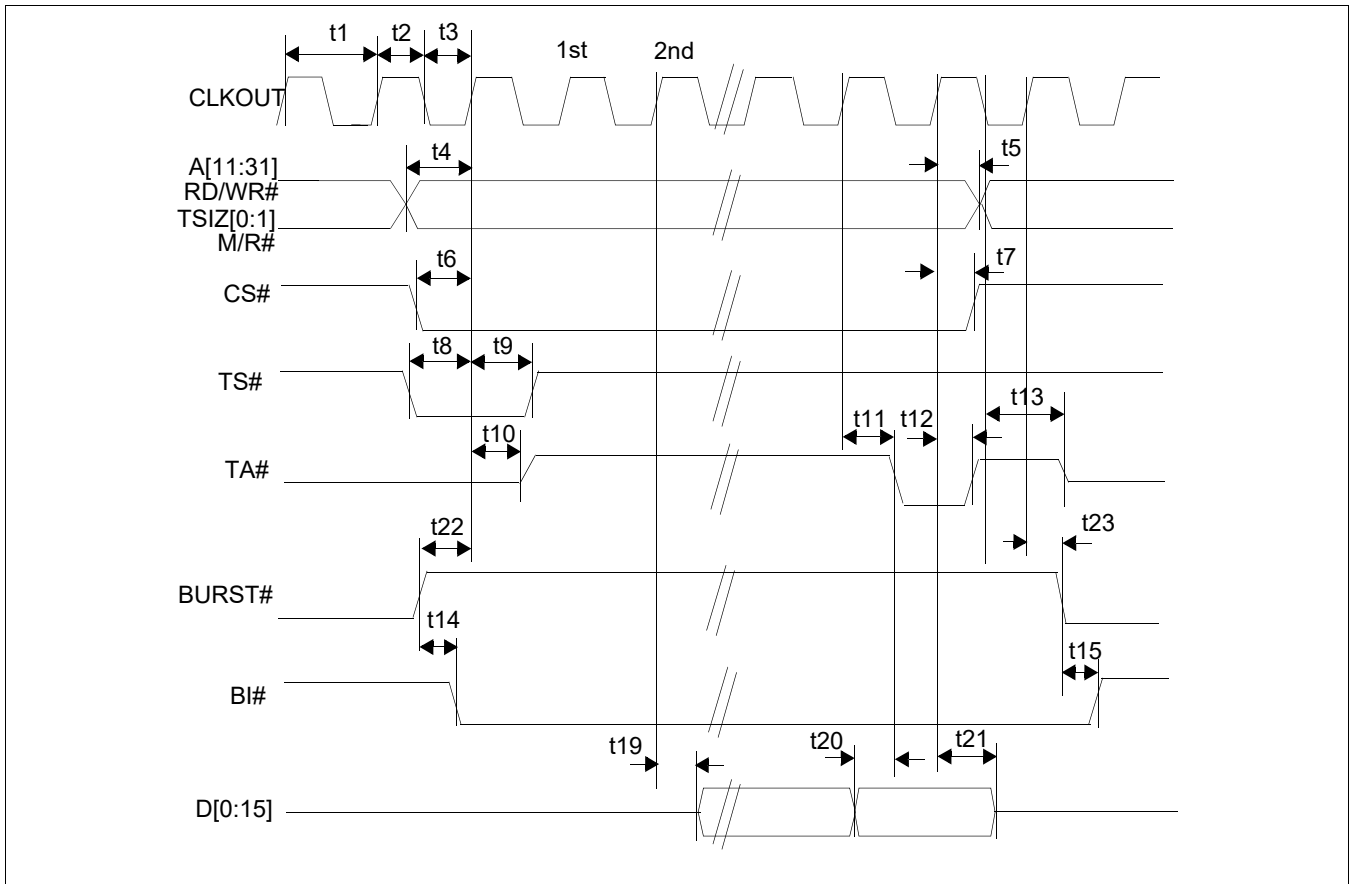 t1 t2 t3
1st 2nd
CLKOUT
t4 t5
A[11:31]
RD/WR#
TSIZ[0:1]
M/R#
t6 t7
CS#
t8 t9
TS#
t13
t10 t11 t12
TA#
t22 t23
BURST#
t14
t15
BI#
t19 t20 t21
D[0:15]